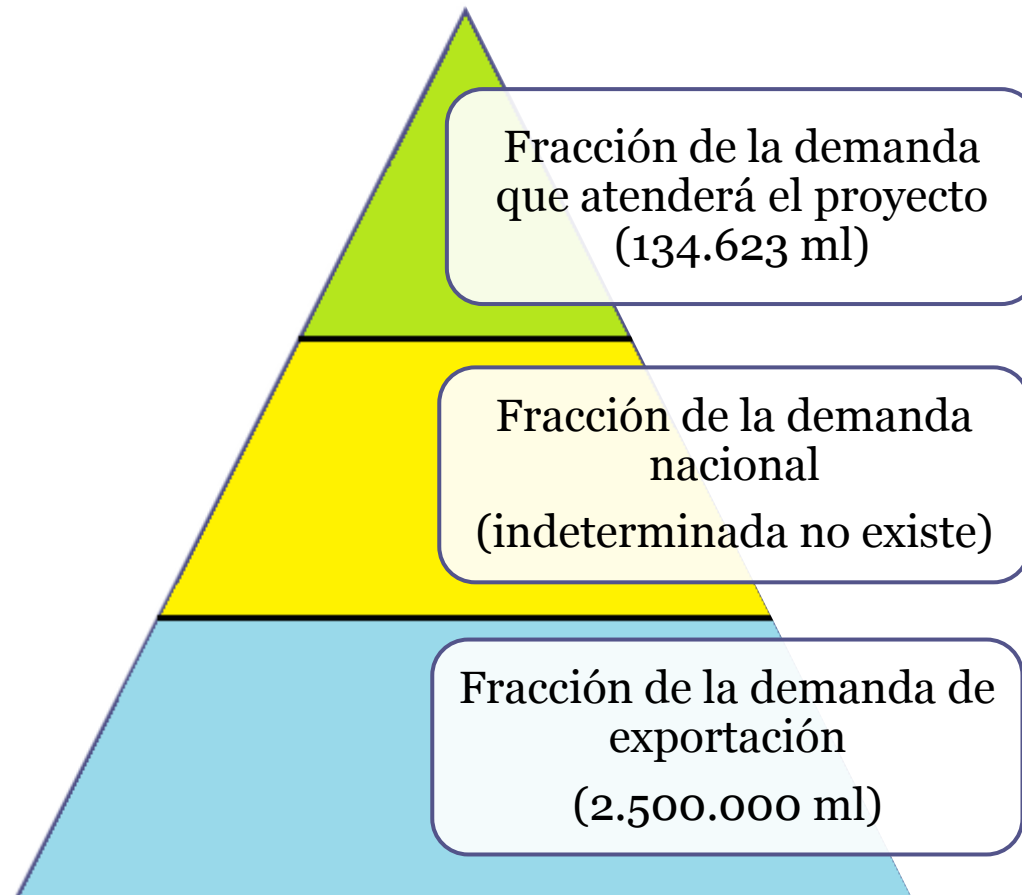 Fracción de la demanda
que atenderá el proyecto
(134.623 ml)
Fracción de la demanda
nacional
(indeterminada no existe)
Fracción de la demanda de
exportación
(2.500.000 ml)